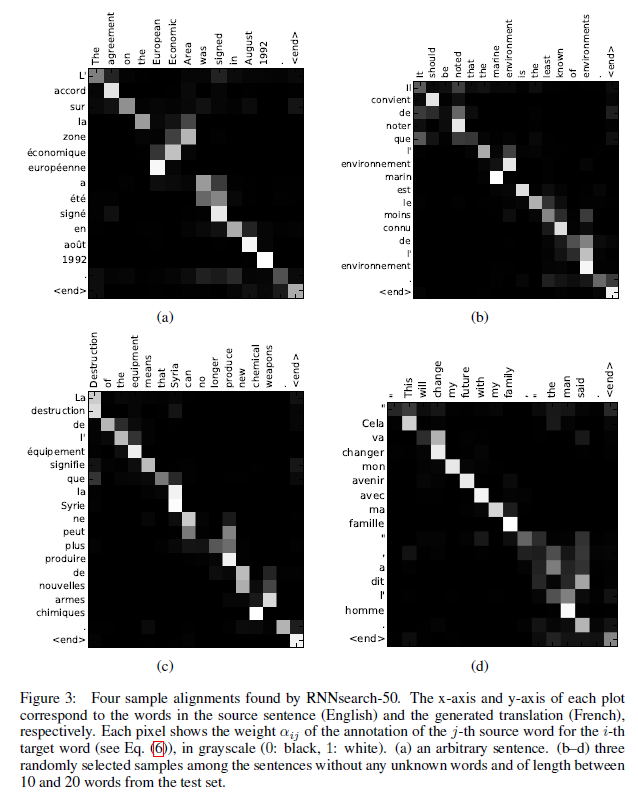 The agreement on the European Economic Area was signed in August 1992 . <end>
L'
accord
sur
la
zone
économique
européenne
a
été
signé
en
août
1992
.
<end>
(a)
It should be noted that the marine environment is the least known of environments . <end>
Il
convient
de
noter
que
l'
environnement
marin
est
le
moins
connu
de
l'
environnement
.
<end>
(b)
Destruction of the equipment means that Syria can no longer produce new chemical weapons . <end>
La
destruction
de
l'
équipement
signifie
que
la
Syrie
ne
peut
plus
produire
de
nouvelles
armes
chimiques
.
<end>
(c)
" This will change my future with my family , " the man said . <end>
"
Cela
va
changer
mon
avenir
avec
ma
famille
"
,
a
dit
l'
homme
.
<end>
(d)
Figure 3: Four sample alignments found by RNNsearch-50. The x-axis and y-axis of each plot
correspond to the words in the source sentence (English) and the generated translation (French),
respectively. Each pixel shows the weight αij of the annotation of the j-th source word for the i-th
target word (see Eq. (6)), in grayscale (0: black, 1: white). (a) an arbitrary sentence. (b–d) three
randomly selected samples among the sentences without any unknown words and of length between
10 and 20 words from the test set.